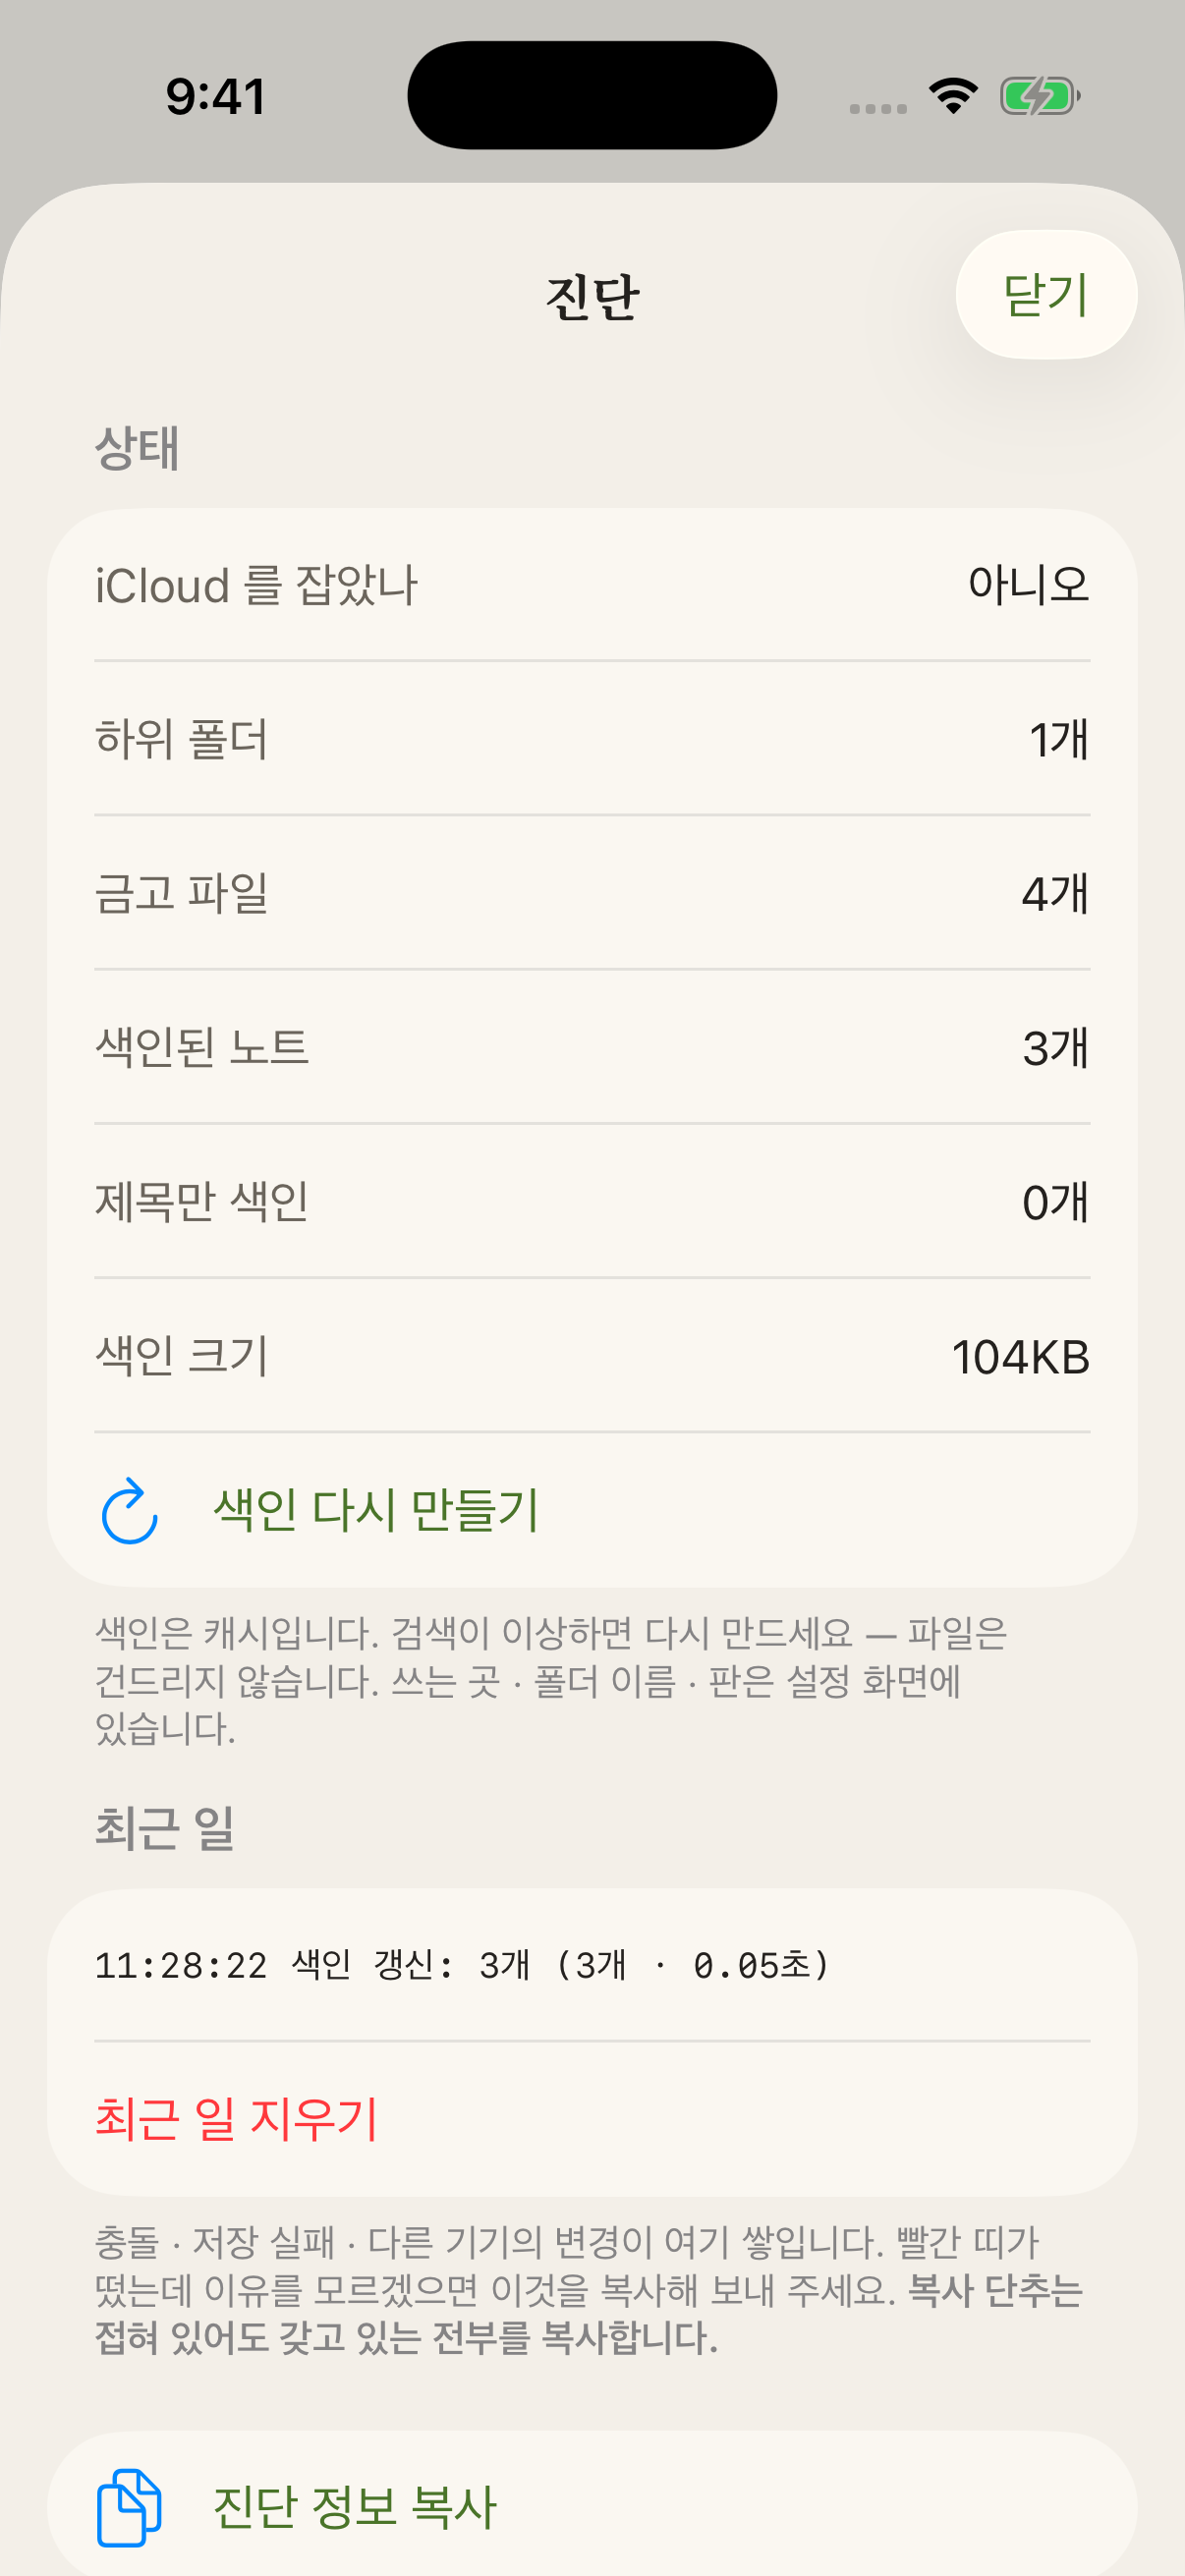 9:41
진단
닫기
상태
iCloud 를 잡았나 아니오
하위 폴더 1개
금고 파일 4개
색인된 노트 3개
제목만 색인 0개
색인 크기 104KB
색인 다시 만들기
색인은 캐시입니다. 검색이 이상하면 다시 만드세요 — 파일은
건드리지 않습니다. 쓰는 곳 · 폴더 이름 · 판은 설정 화면에
있습니다.
최근 일
11:28:22 색인 갱신: 3개 (3개 · 0.05초)
최근 일 지우기
충돌 · 저장 실패 · 다른 기기의 변경이 여기 쌓입니다. 빨간 띠가
떴는데 이유를 모르겠으면 이것을 복사해 보내 주세요. 복사 단추는
접혀 있어도 갖고 있는 전부를 복사합니다.
진단 정보 복사